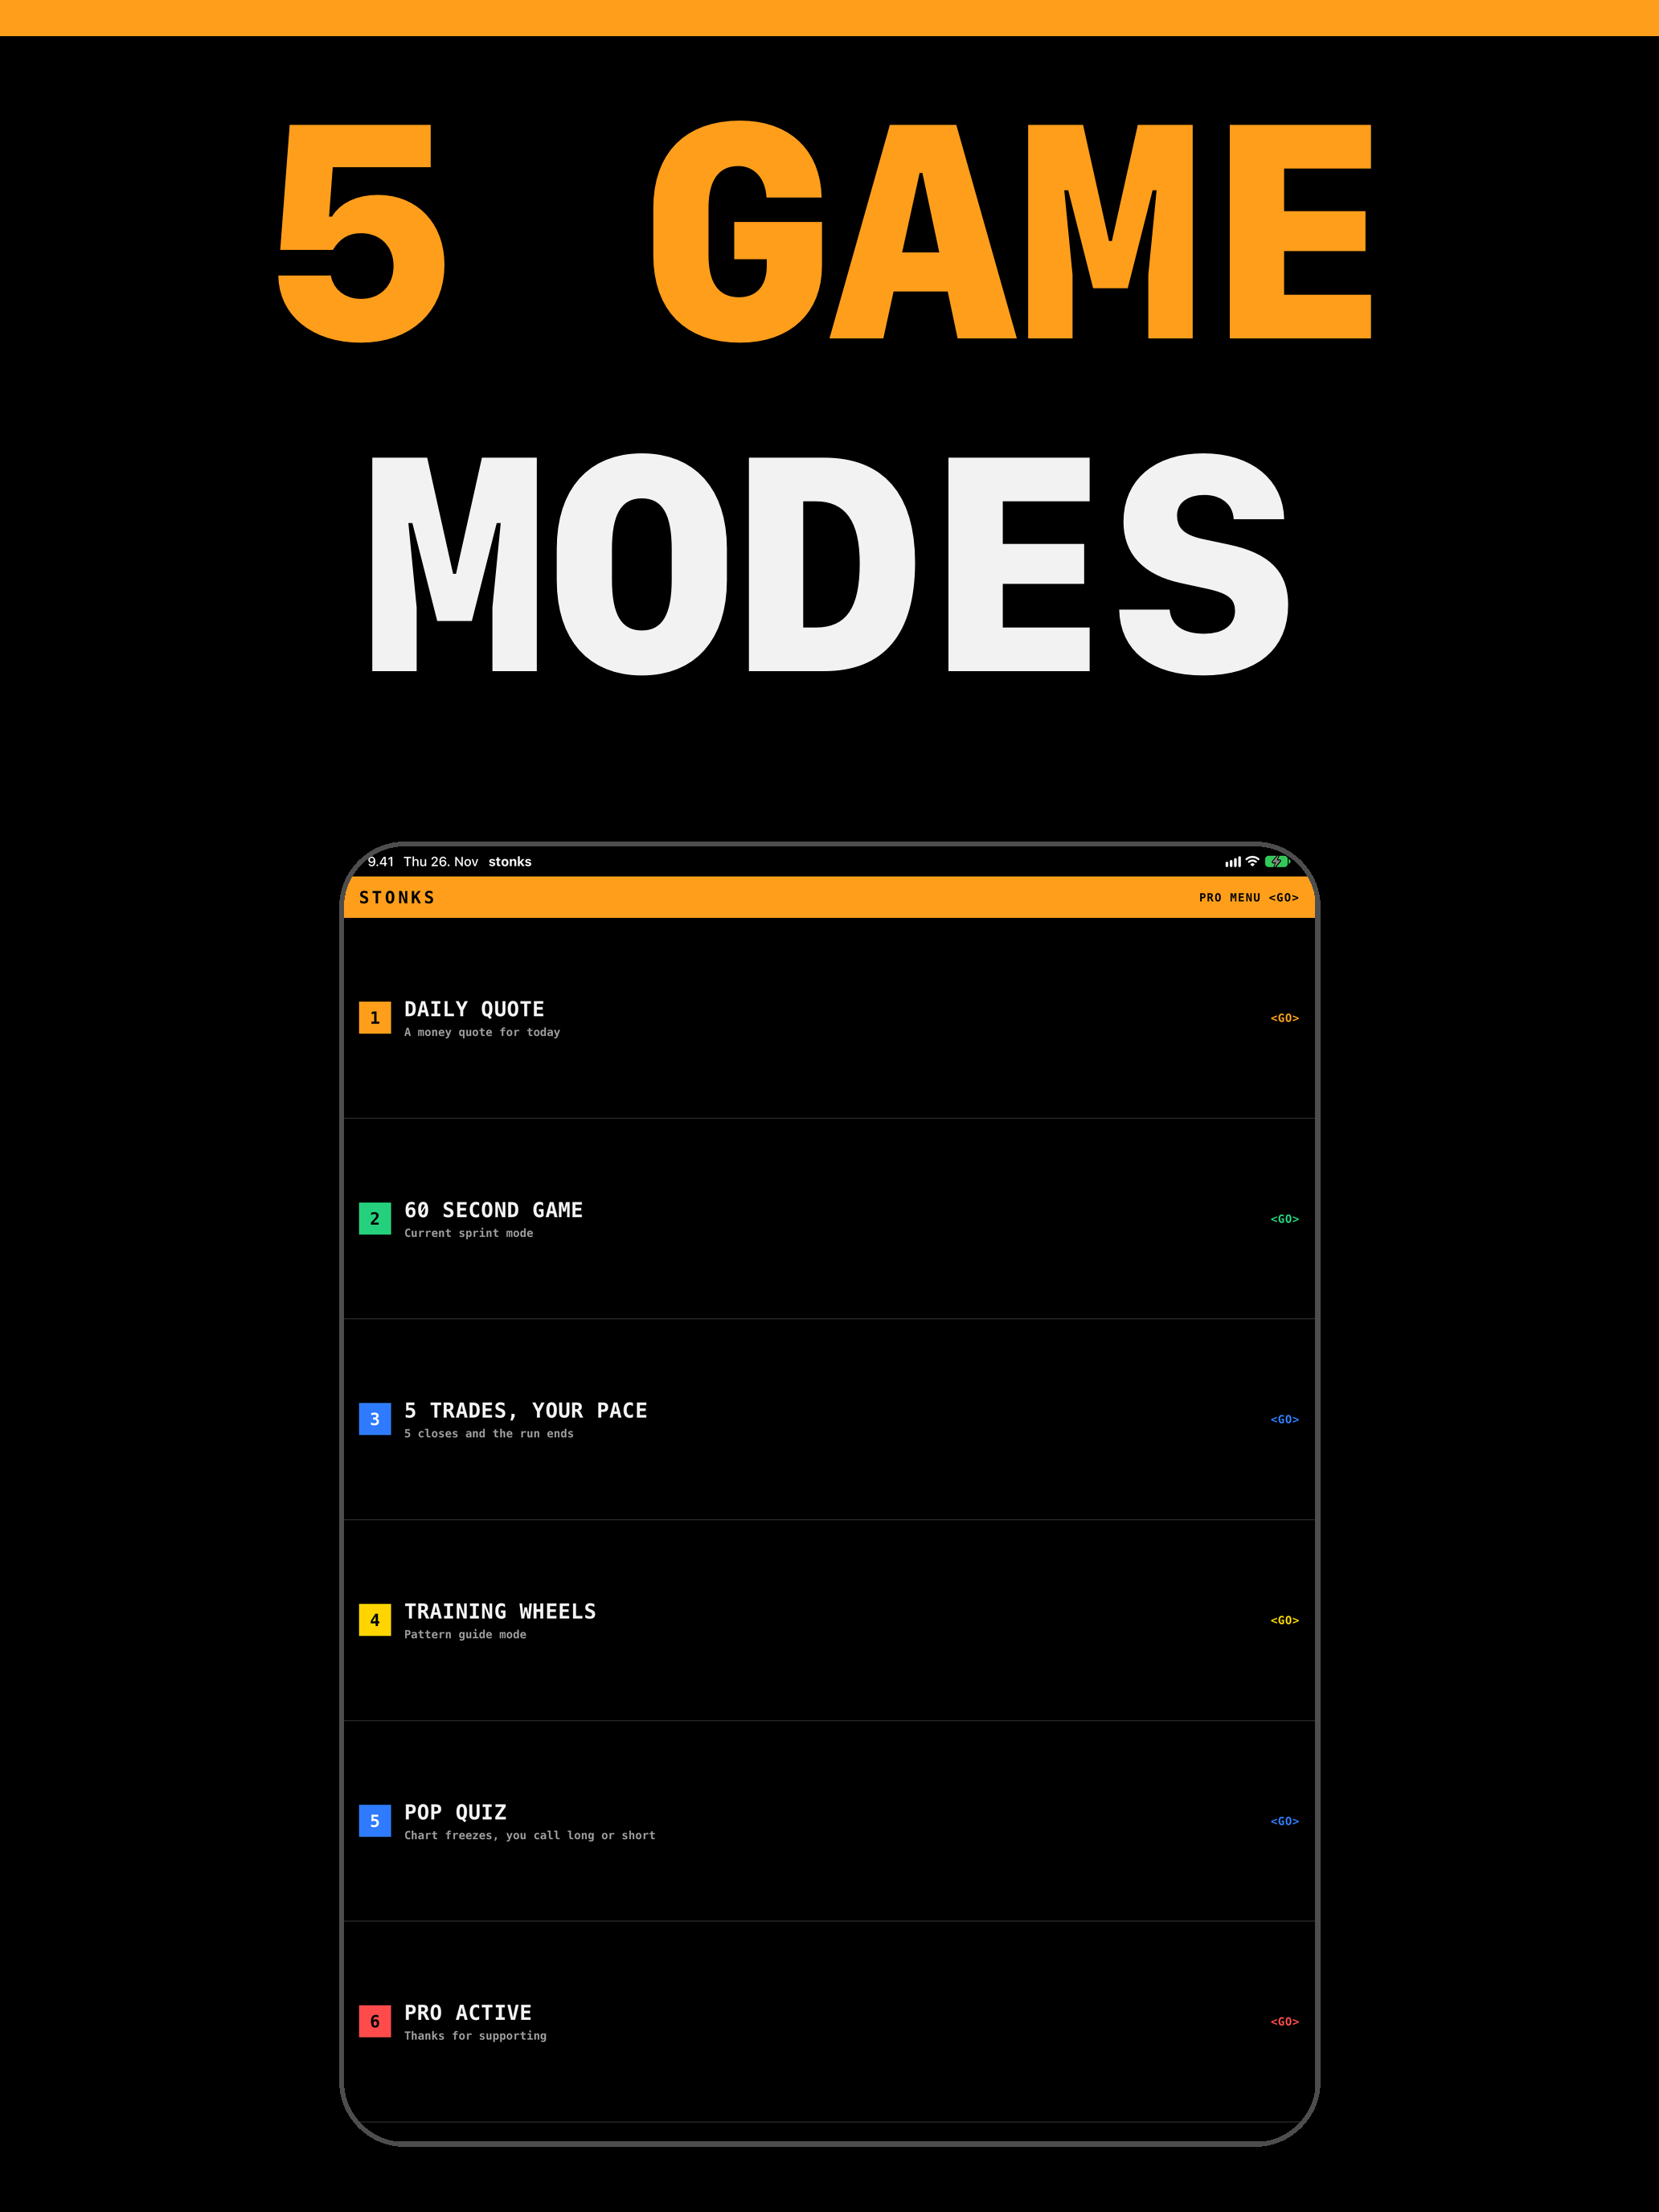 5 GAME
MODES
9.41 Thu 26. Nov stonks
STONKS
PRO MENU <GO>
1
DAILY QUOTE
A money quote for today
<GO>
2
60 SECOND GAME
Current sprint mode
<GO>
3
5 TRADES, YOUR PACE
5 closes and the run ends
<GO>
4
TRAINING WHEELS
Pattern guide mode
<GO>
5
POP QUIZ
Chart freezes, you call long or short
<GO>
6
PRO ACTIVE
Thanks for supporting
<GO>